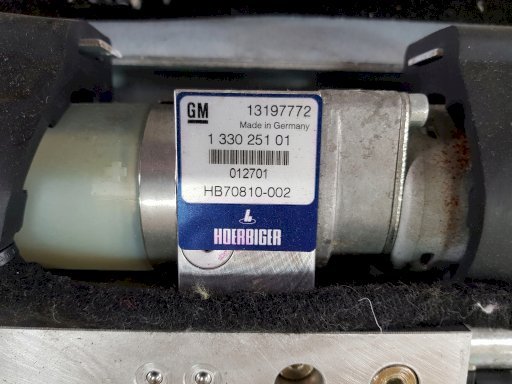 GM 13197772
Made in Germany
1 330 251 01
012701
HB70810-002
HOERBIGER